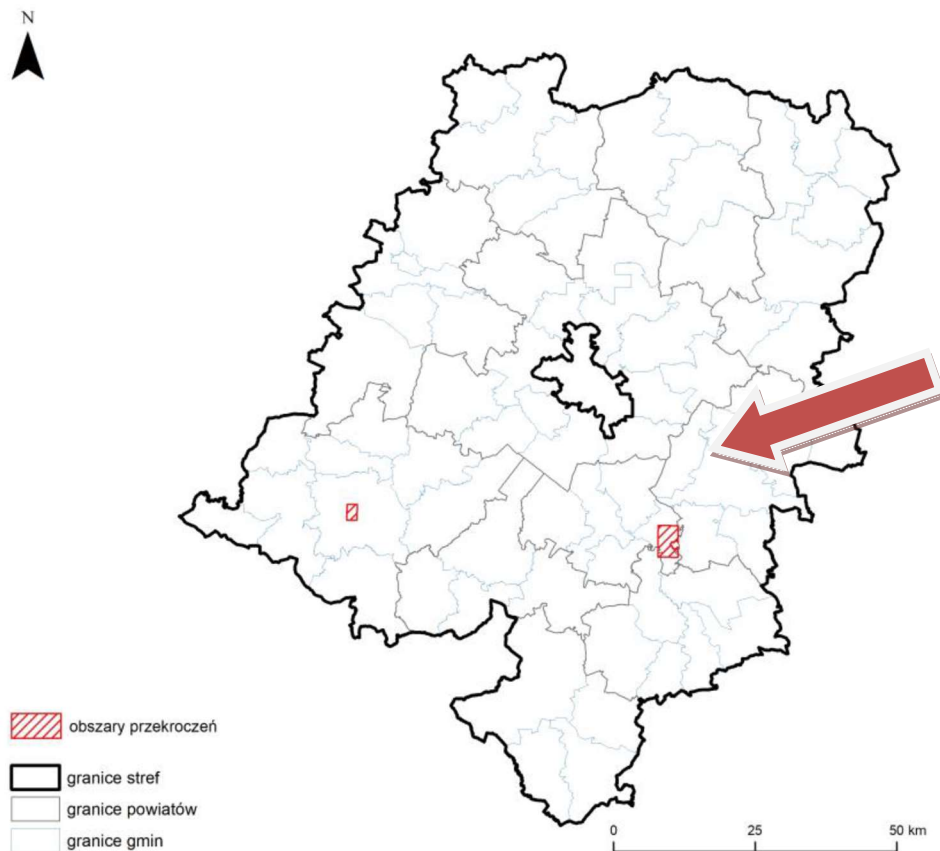 N
obszary przekroczeń
granice stref
granice powiatów
granice gmin
0 25 50 km